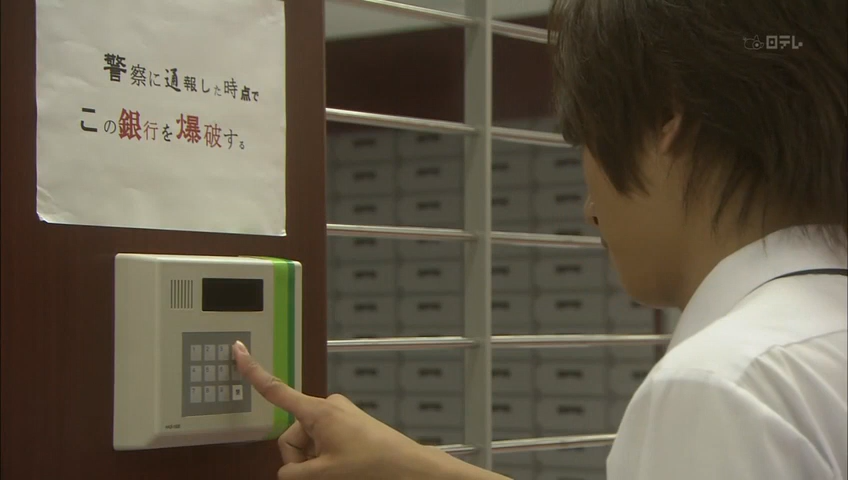 日テレ
警察に通報した時点で
この銀行を爆破する